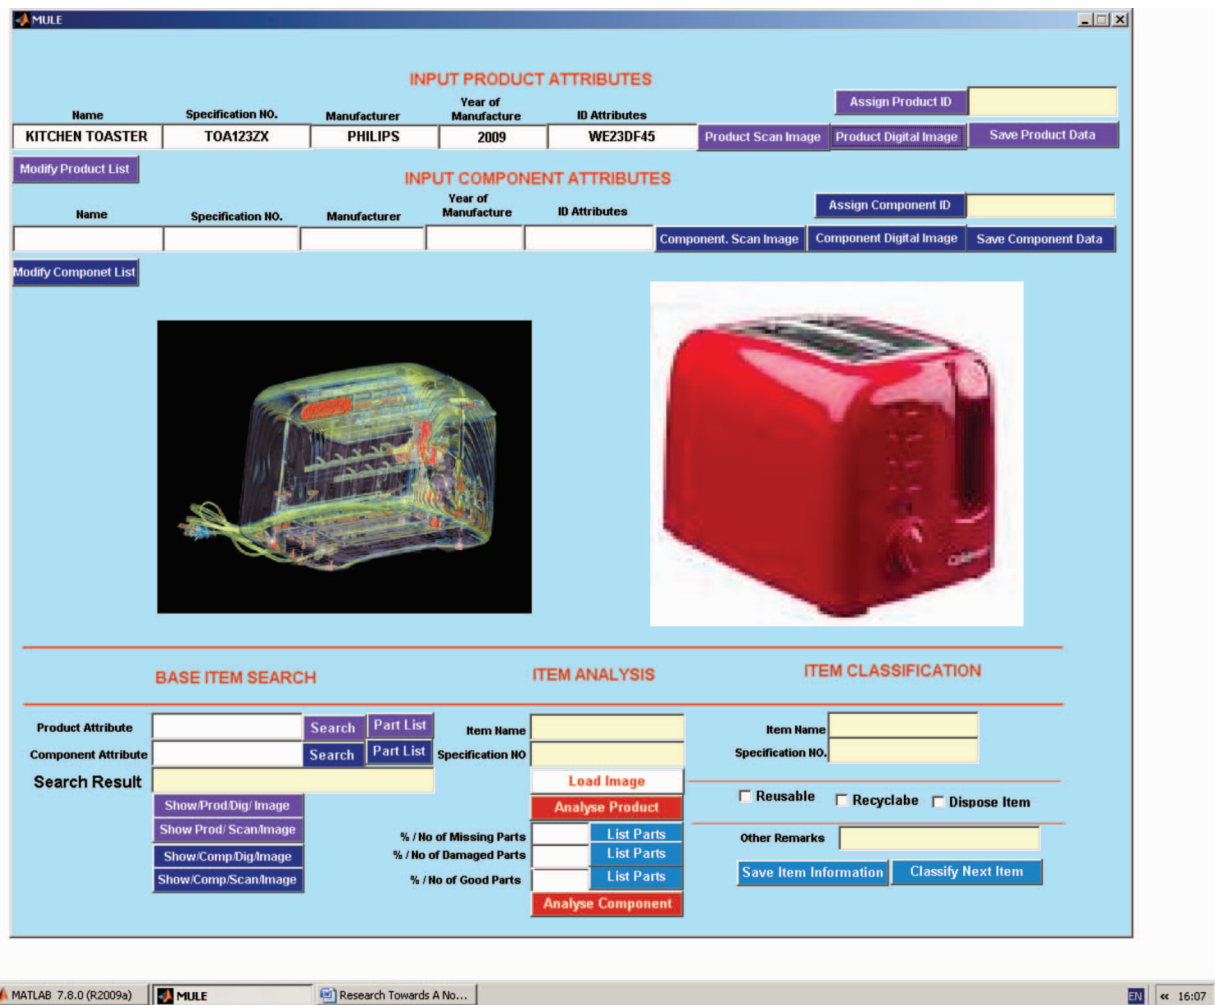 MULE
INPUT PRODUCT ATTRIBUTES
Assign Product ID
Name Specification NO. Manufacturer Year of Manufacture ID Attributes
KITCHEN TOASTER TOA123ZX PHILIPS 2009 WE23DF45 Product Scan Image Product Digital Image Save Product Data
Modify Product List
INPUT COMPONENT ATTRIBUTES
Assign Component ID
Name Specification NO. Manufacturer Year of Manufacture ID Attributes
Component. Scan Image Component Digital Image Save Component Data
Modify Componet List
BASE ITEM SEARCH ITEM ANALYSIS ITEM CLASSIFICATION
Product Attribute Search Part List Item Name Item Name
Component Attribute Search Part List Specification NO Specification NO.
Search Result Load Image
Show/Prod/Dig/ Image Analyse Product Reusable Recyclabe Dispose Item
Show Prod/ Scan/Image % / No of Missing Parts List Parts Other Remarks
Show/Comp/Dig/Image % / No of Damaged Parts List Parts
Show/Comp/Scan/Image % / No of Good Parts List Parts Save Item Information Classify Next Item
Analyse Component
MATLAB 7.8.0 (R2009a) MULE Research Towards A No... EN « 16:07